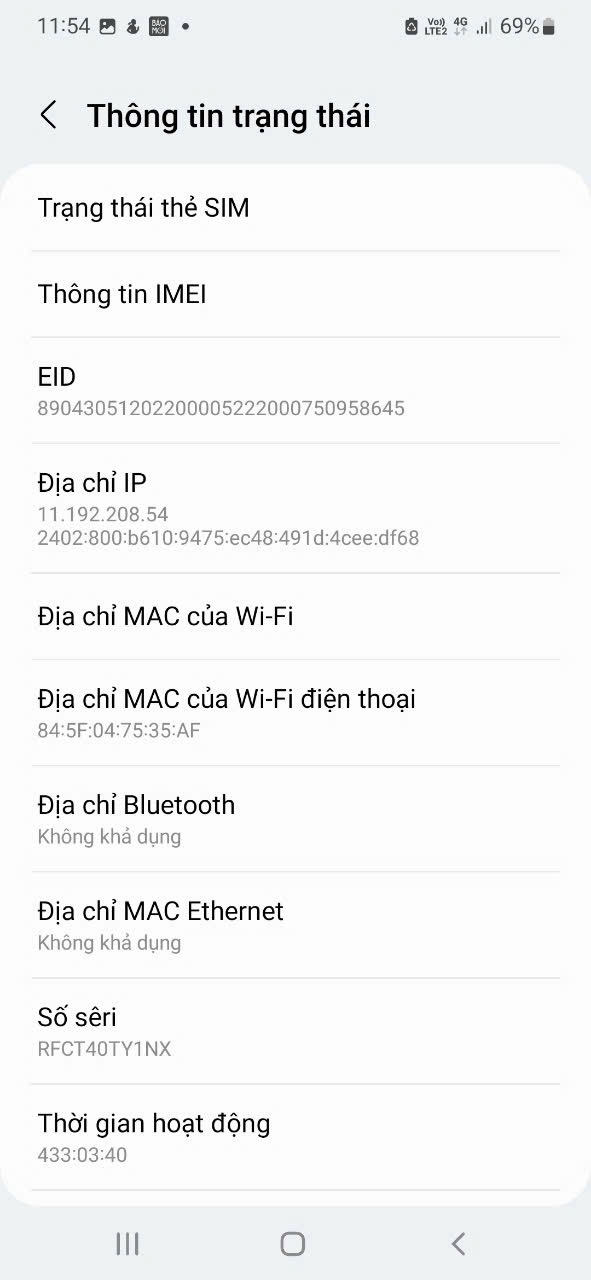 11:54 BÁO MỚI Vo)) LTE2 4G 69%
Thông tin trạng thái
Trạng thái thẻ SIM
Thông tin IMEI
EID
89043051202200005222000750958645
Địa chỉ IP
11.192.208.54
2402:800:b610:9475:ec48:491d:4cee:df68
Địa chỉ MAC của Wi-Fi
Địa chỉ MAC của Wi-Fi điện thoại
84:5F:04:75:35:AF
Địa chỉ Bluetooth
Không khả dụng
Địa chỉ MAC Ethernet
Không khả dụng
Số sêri
RFCT40TY1NX
Thời gian hoạt động
433:03:40